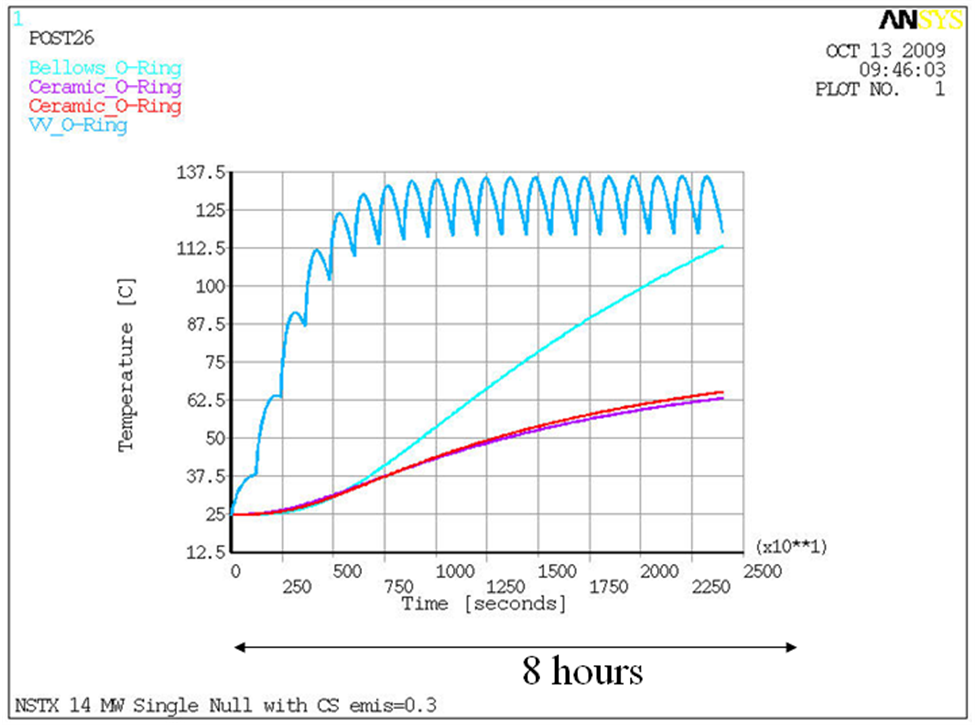 1
ANSYS
POST26
OCT 13 2009
09:46:03
PLOT NO. 1
Bellows_O-Ring
Ceramic_O-Ring
Ceramic_O-Ring
VV_O-Ring
137.5
125
112.5
100
87.5
75
62.5
50
37.5
25
12.5
Temperature [C]
(x10**1)
0 500 1000 1500 2000 2500
250 750 1250 1750 2250
Time [seconds]
8 hours
NSTX 14 MW Single Null with CS emis=0.3